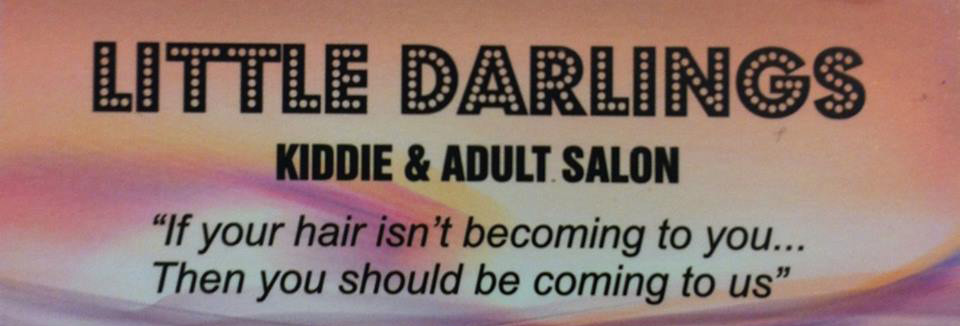 LITTLE DARLINGS
KIDDIE & ADULT SALON
“If your hair isn’t becoming to you...
Then you should be coming to us”